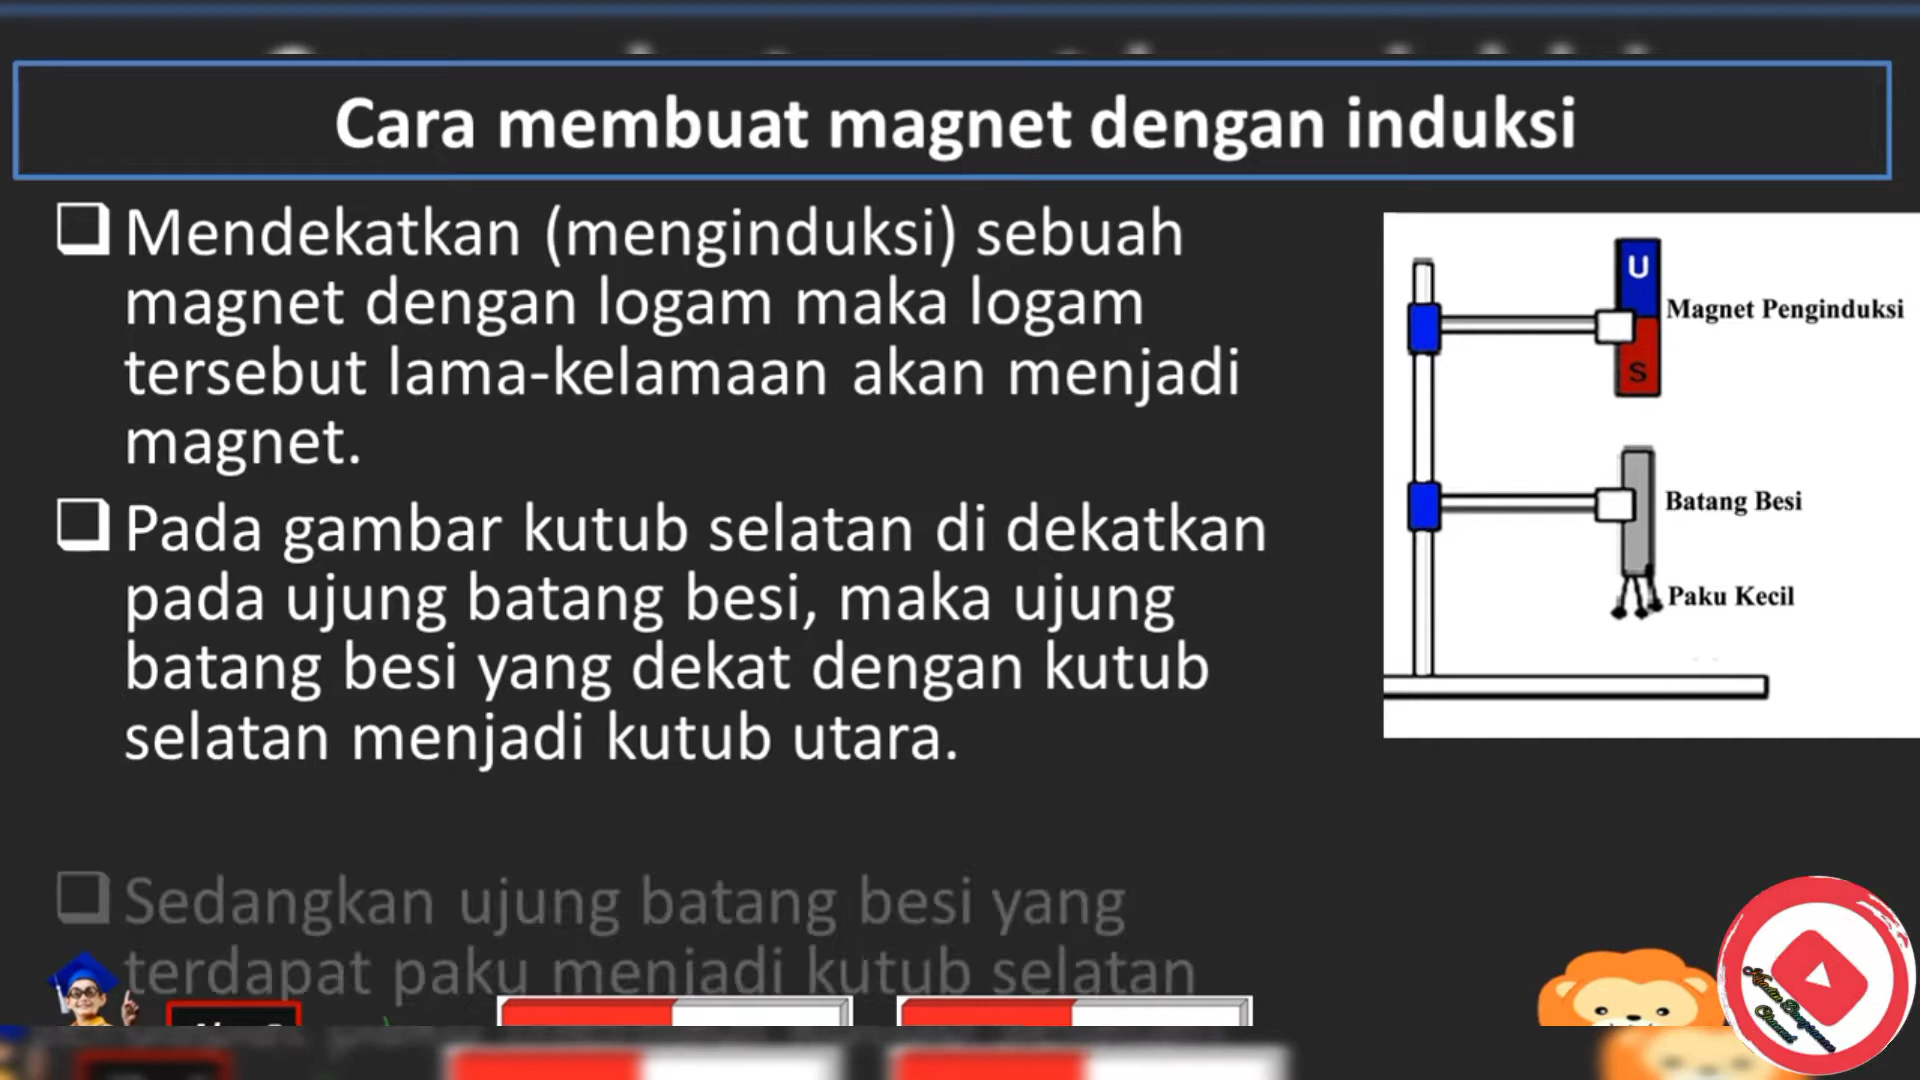 Cara membuat magnet dengan induksi
❑ Mendekatkan (menginduksi) sebuah
magnet dengan logam maka logam
tersebut lama-kelamaan akan menjadi
magnet.
❑ Pada gambar kutub selatan di dekatkan
pada ujung batang besi, maka ujung
batang besi yang dekat dengan kutub
selatan menjadi kutub utara.
❑ Sedangkan ujung batang besi yang
terdapat paku menjadi kutub selatan
U
Magnet Penginduksi
S
Batang Besi
Paku Kecil